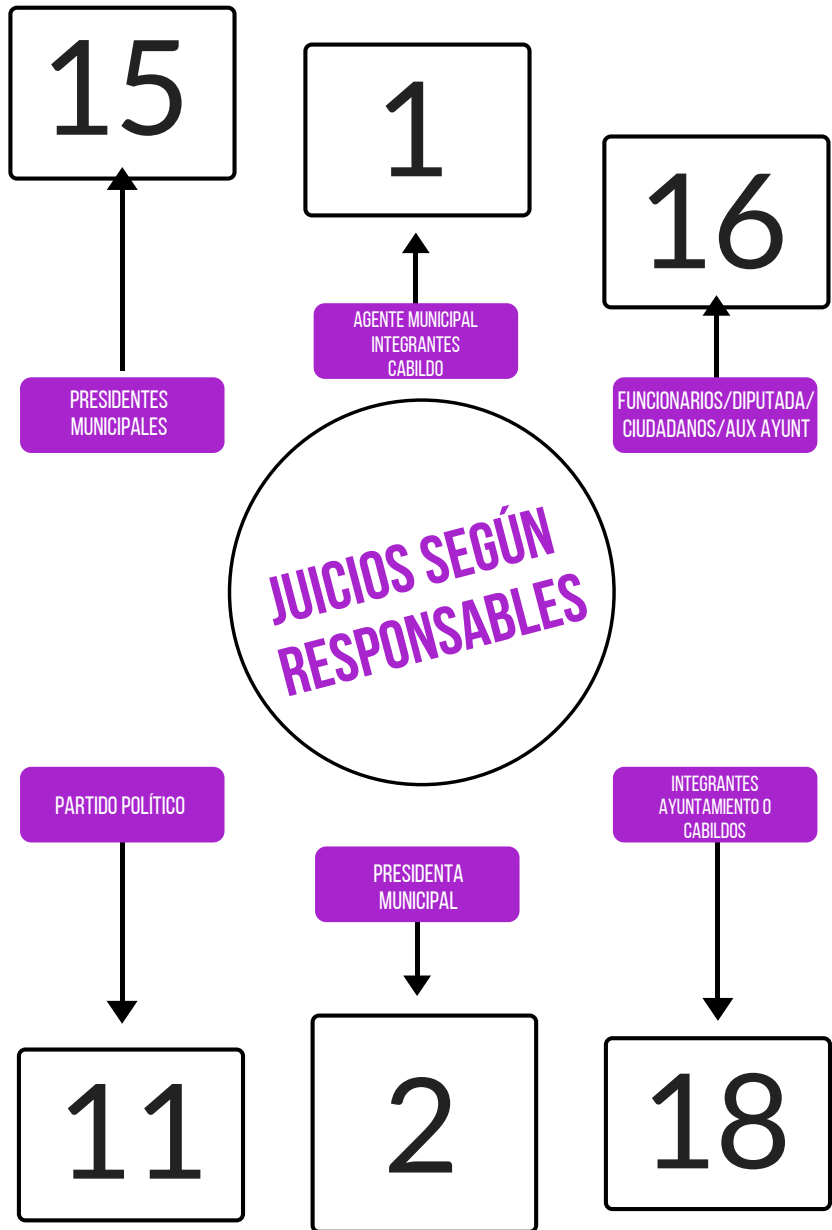 15
1
16
PRESIDENTES
MUNICIPALES
AGENTE MUNICIPAL
INTEGRANTES
CABILDO
FUNCIONARIOS/DIPUTADA/
CIUDADANOS/AUX AYUNT
JUICIOS SEGÚN
RESPONSABLES
PARTIDO POLÍTICO
PRESIDENTA
MUNICIPAL
INTEGRANTES
AYUNTAMIENTO O
CABILDOS
11
2
18